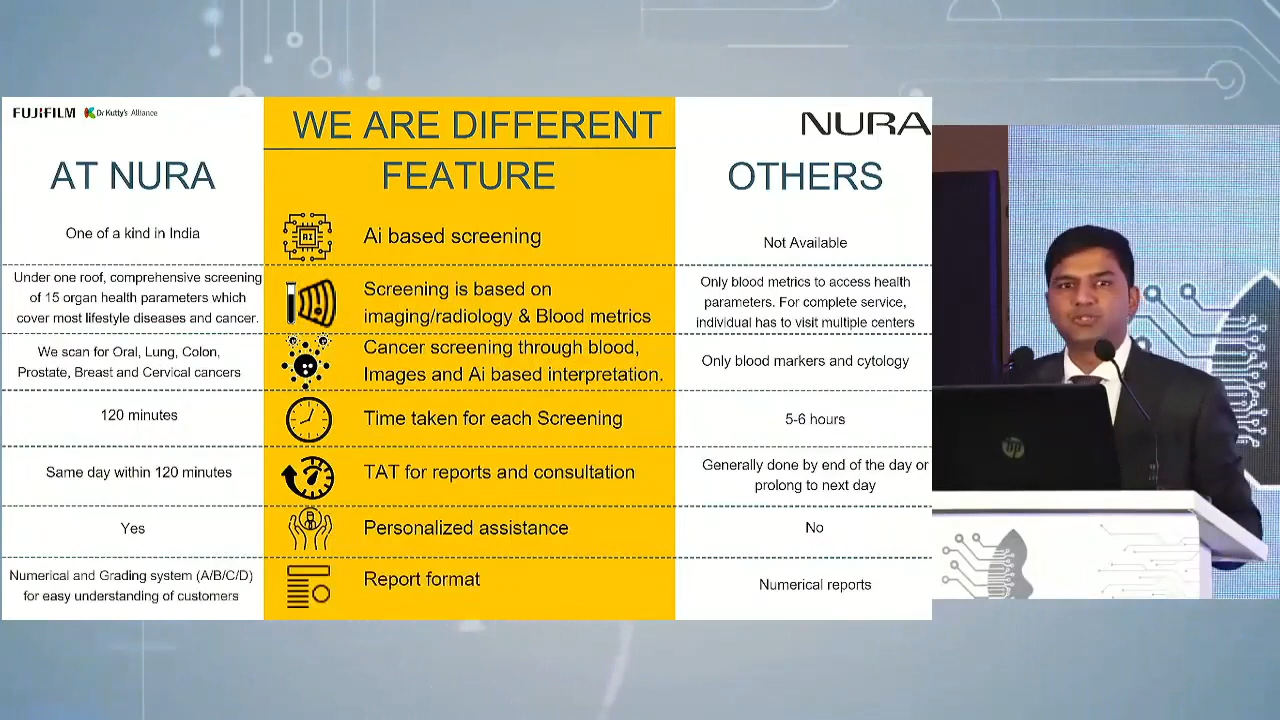 FUJIFILM Dr Kutty's Alliance
WE ARE DIFFERENT
NURA
AT NURA
FEATURE
OTHERS
One of a kind in India
AI
Ai based screening
Not Available
Under one roof, comprehensive screening
of 15 organ health parameters which
cover most lifestyle diseases and cancer.
Screening is based on
imaging/radiology & Blood metrics
Only blood metrics to access health
parameters. For complete service,
individual has to visit multiple centers
We scan for Oral, Lung, Colon,
Prostate, Breast and Cervical cancers
Cancer screening through blood,
Images and Ai based interpretation.
Only blood markers and cytology
120 minutes
Time taken for each Screening
5-6 hours
Same day within 120 minutes
TAT for reports and consultation
Generally done by end of the day or
prolong to next day
Yes
Personalized assistance
No
Numerical and Grading system (A/B/C/D)
for easy understanding of customers
Report format
Numerical reports
hp